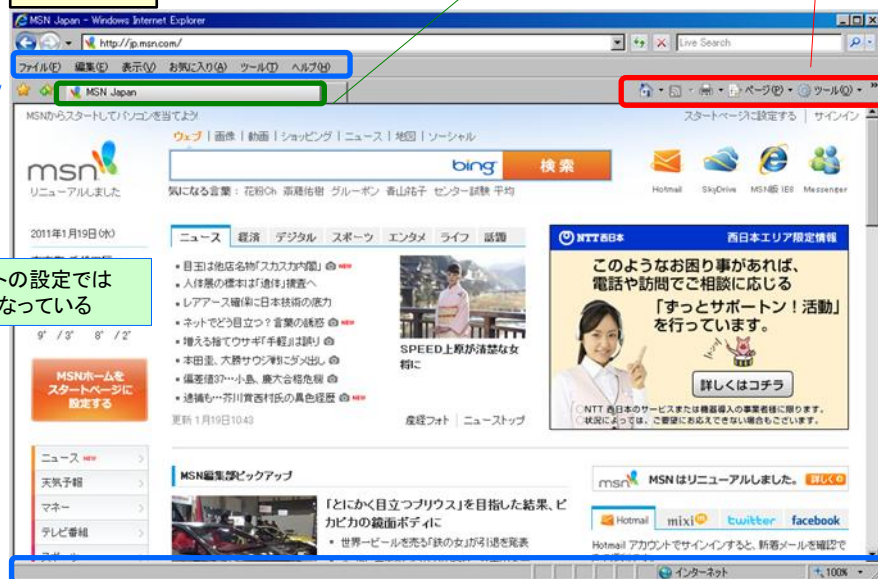 MSN Japan - Windows Internet Explorer
http://jp.msn.com/
Live Search
ファイル(F) 編集(E) 表示(V) お気に入り(A) ツール(T) ヘルプ(H)
MSN Japan
ページ(P) ツール(O) »
MSNからスタートしてパソコンを当てよう!
スタートページに設定する | サインイン
ウェブ | 画像 | 動画 | ショッピング | ニュース | 地図 | ソーシャル
msn
リニューアルしました
bing 検索
気になる言葉: 花粉Ch 斎藤佑樹 グルーポン 青山祐子 センター試験 平均
Hotmail SkyDrive MSN版 IE8 Messenger
2011年1月19日(水)
トの設定では
なっている
9° / 3° 8° / 2°
MSNホームを
スタートページに
設定する
ニュース NEW
天気予報
マネー
テレビ番組
ニュース 経済 デジタル スポーツ エンタメ ライフ 話題
目玉は他店名物「スカスカ内閣」 NEW
人体展の標本は「遺体」捜査へ
レアアース確保に日本技術の底力
ネットでどう目立つ?言葉の誘惑 NEW
増える捨てウサギ「手軽」は誤り
本田圭、大勝サウジ戦にダメ出し
偏差値37…小島、慶大合格危機
逮捕も…芥川賞西村氏の異色経歴 NEW
更新 1月19日10:43
SPEED上原が清楚な女
将に
産経フォト | ニューストップ
NTT西日本 西日本エリア限定情報
このようなお困り事があれば、
電話や訪問でご相談に応じる
「ずっとサポートン!活動」
を行っています。
詳しくはコチラ
○NTT西日本のサービスまたは機器導入の事業者様に限ります。
○状況によっては、ご要望にお応えできない場合もございます。
MSN編集部ピックアップ
「とにかく目立つプリウス」を目指した結果、ピ
カピカの鏡面ボディに
世界一ビールを売る「鉄の女」が引退を発表
msn MSN はリニューアルしました。 詳しくは
Hotmail mixi twitter facebook
Hotmail アカウントでサインインすると、新着メールを確認で
インターネット
100%